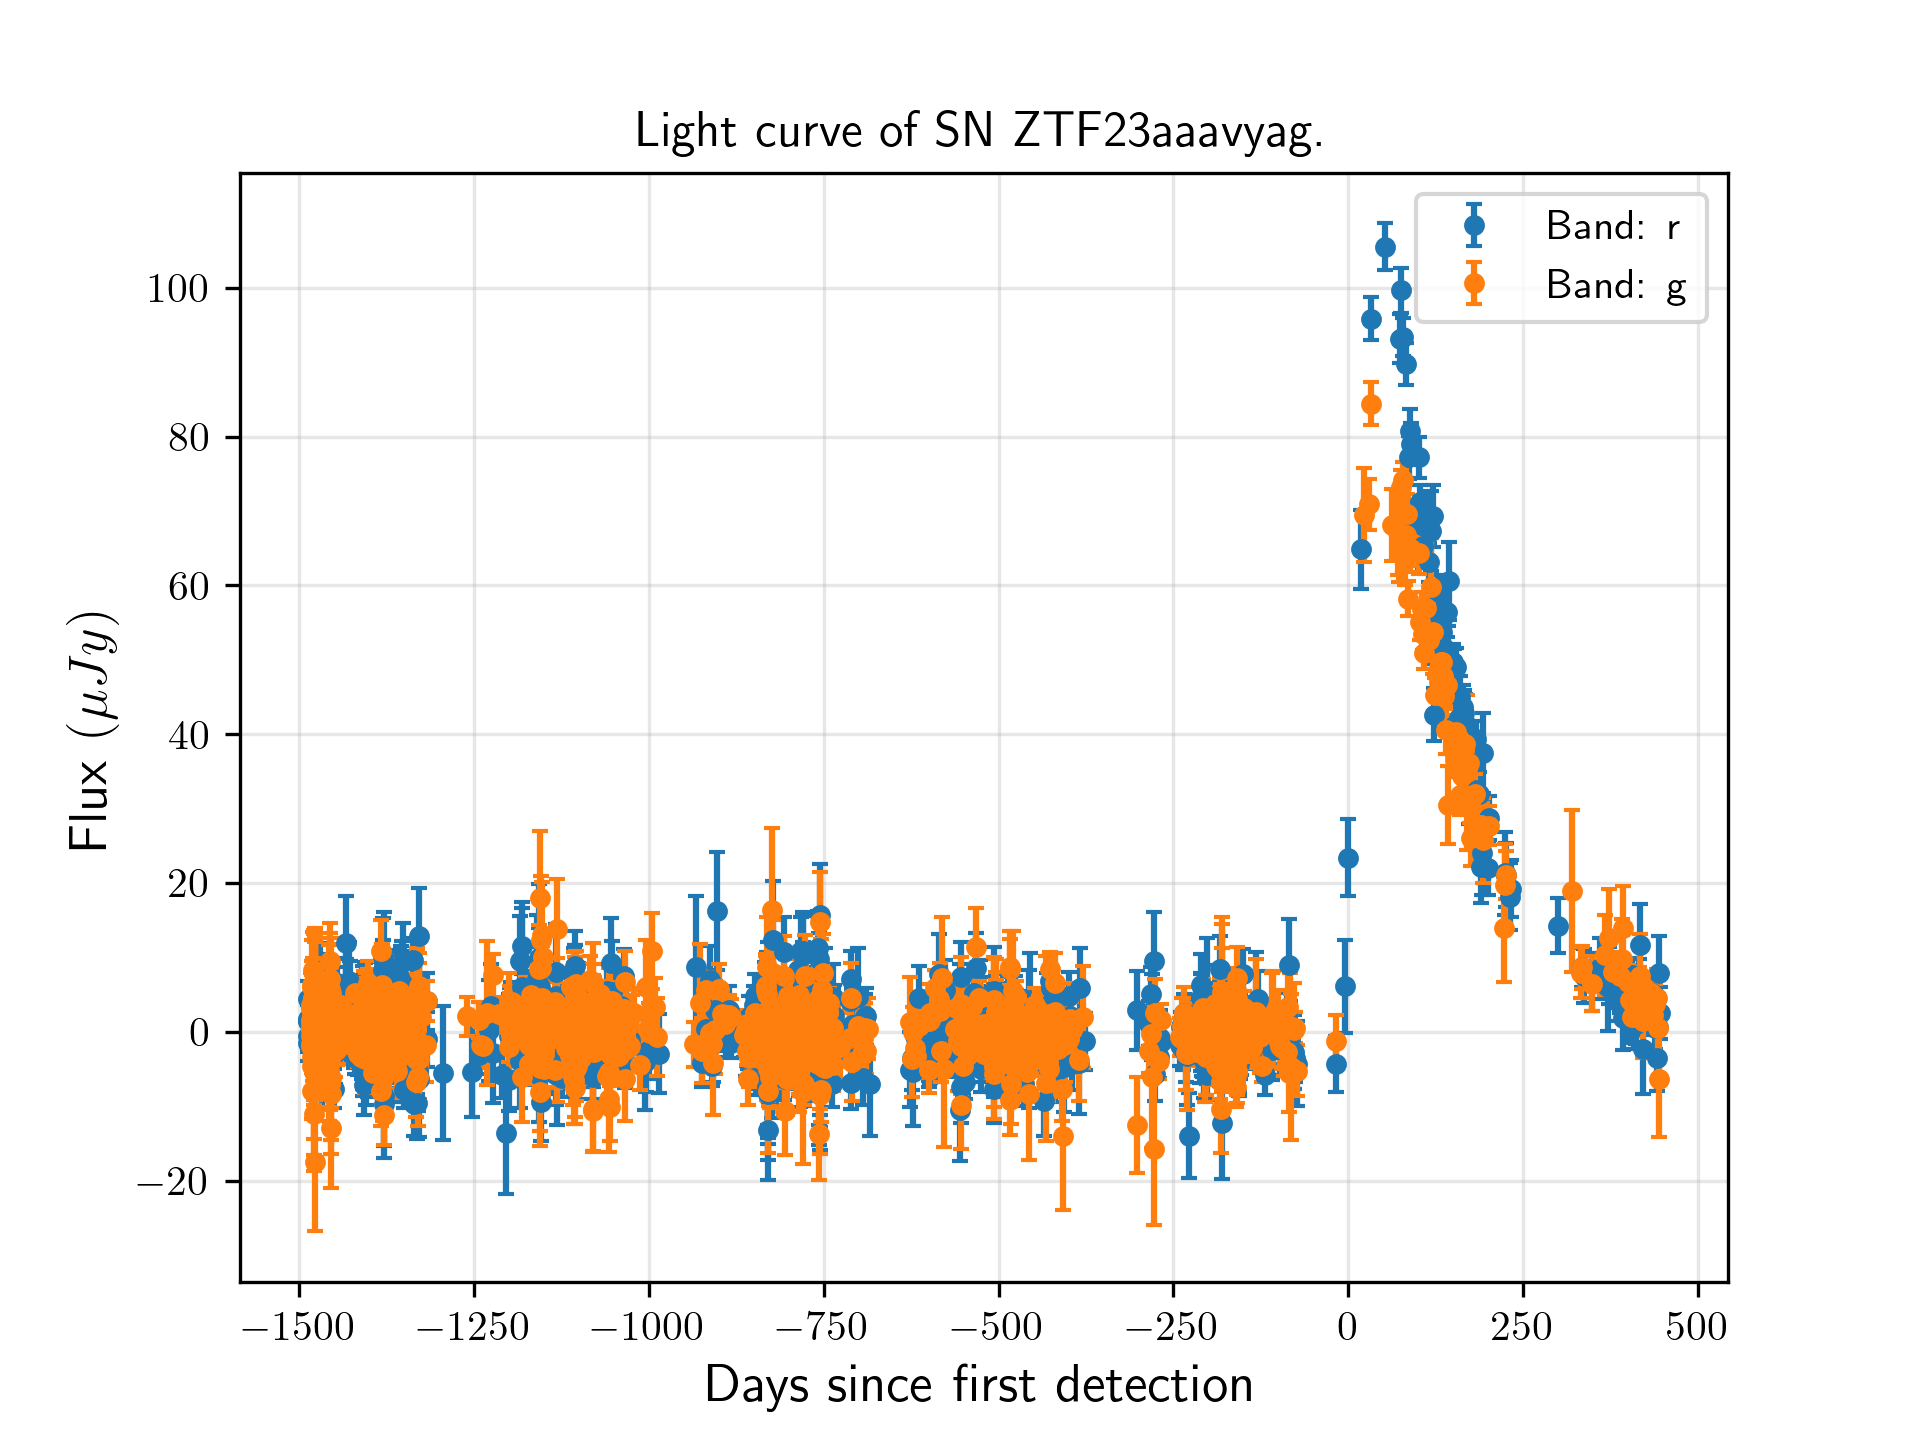 Light curve of SN ZTF23aaavyag.
Band: r
Band: g
100
80
60
40
20
0
−20
Flux (μJy)
−1500 −1250 −1000 −750 −500 −250 0 250 500
Days since first detection